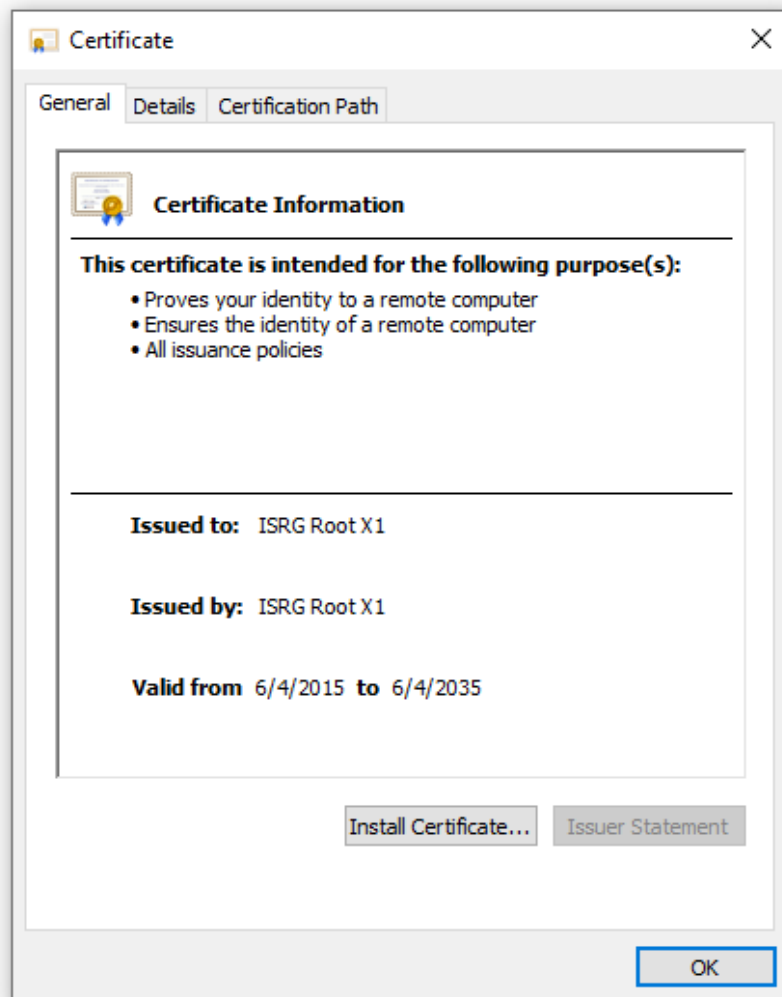 Certificate
General Details Certification Path
Certificate Information
This certificate is intended for the following purpose(s):
• Proves your identity to a remote computer
• Ensures the identity of a remote computer
• All issuance policies
Issued to: ISRG Root X1
Issued by: ISRG Root X1
Valid from 6/4/2015 to 6/4/2035
Install Certificate... Issuer Statement
OK